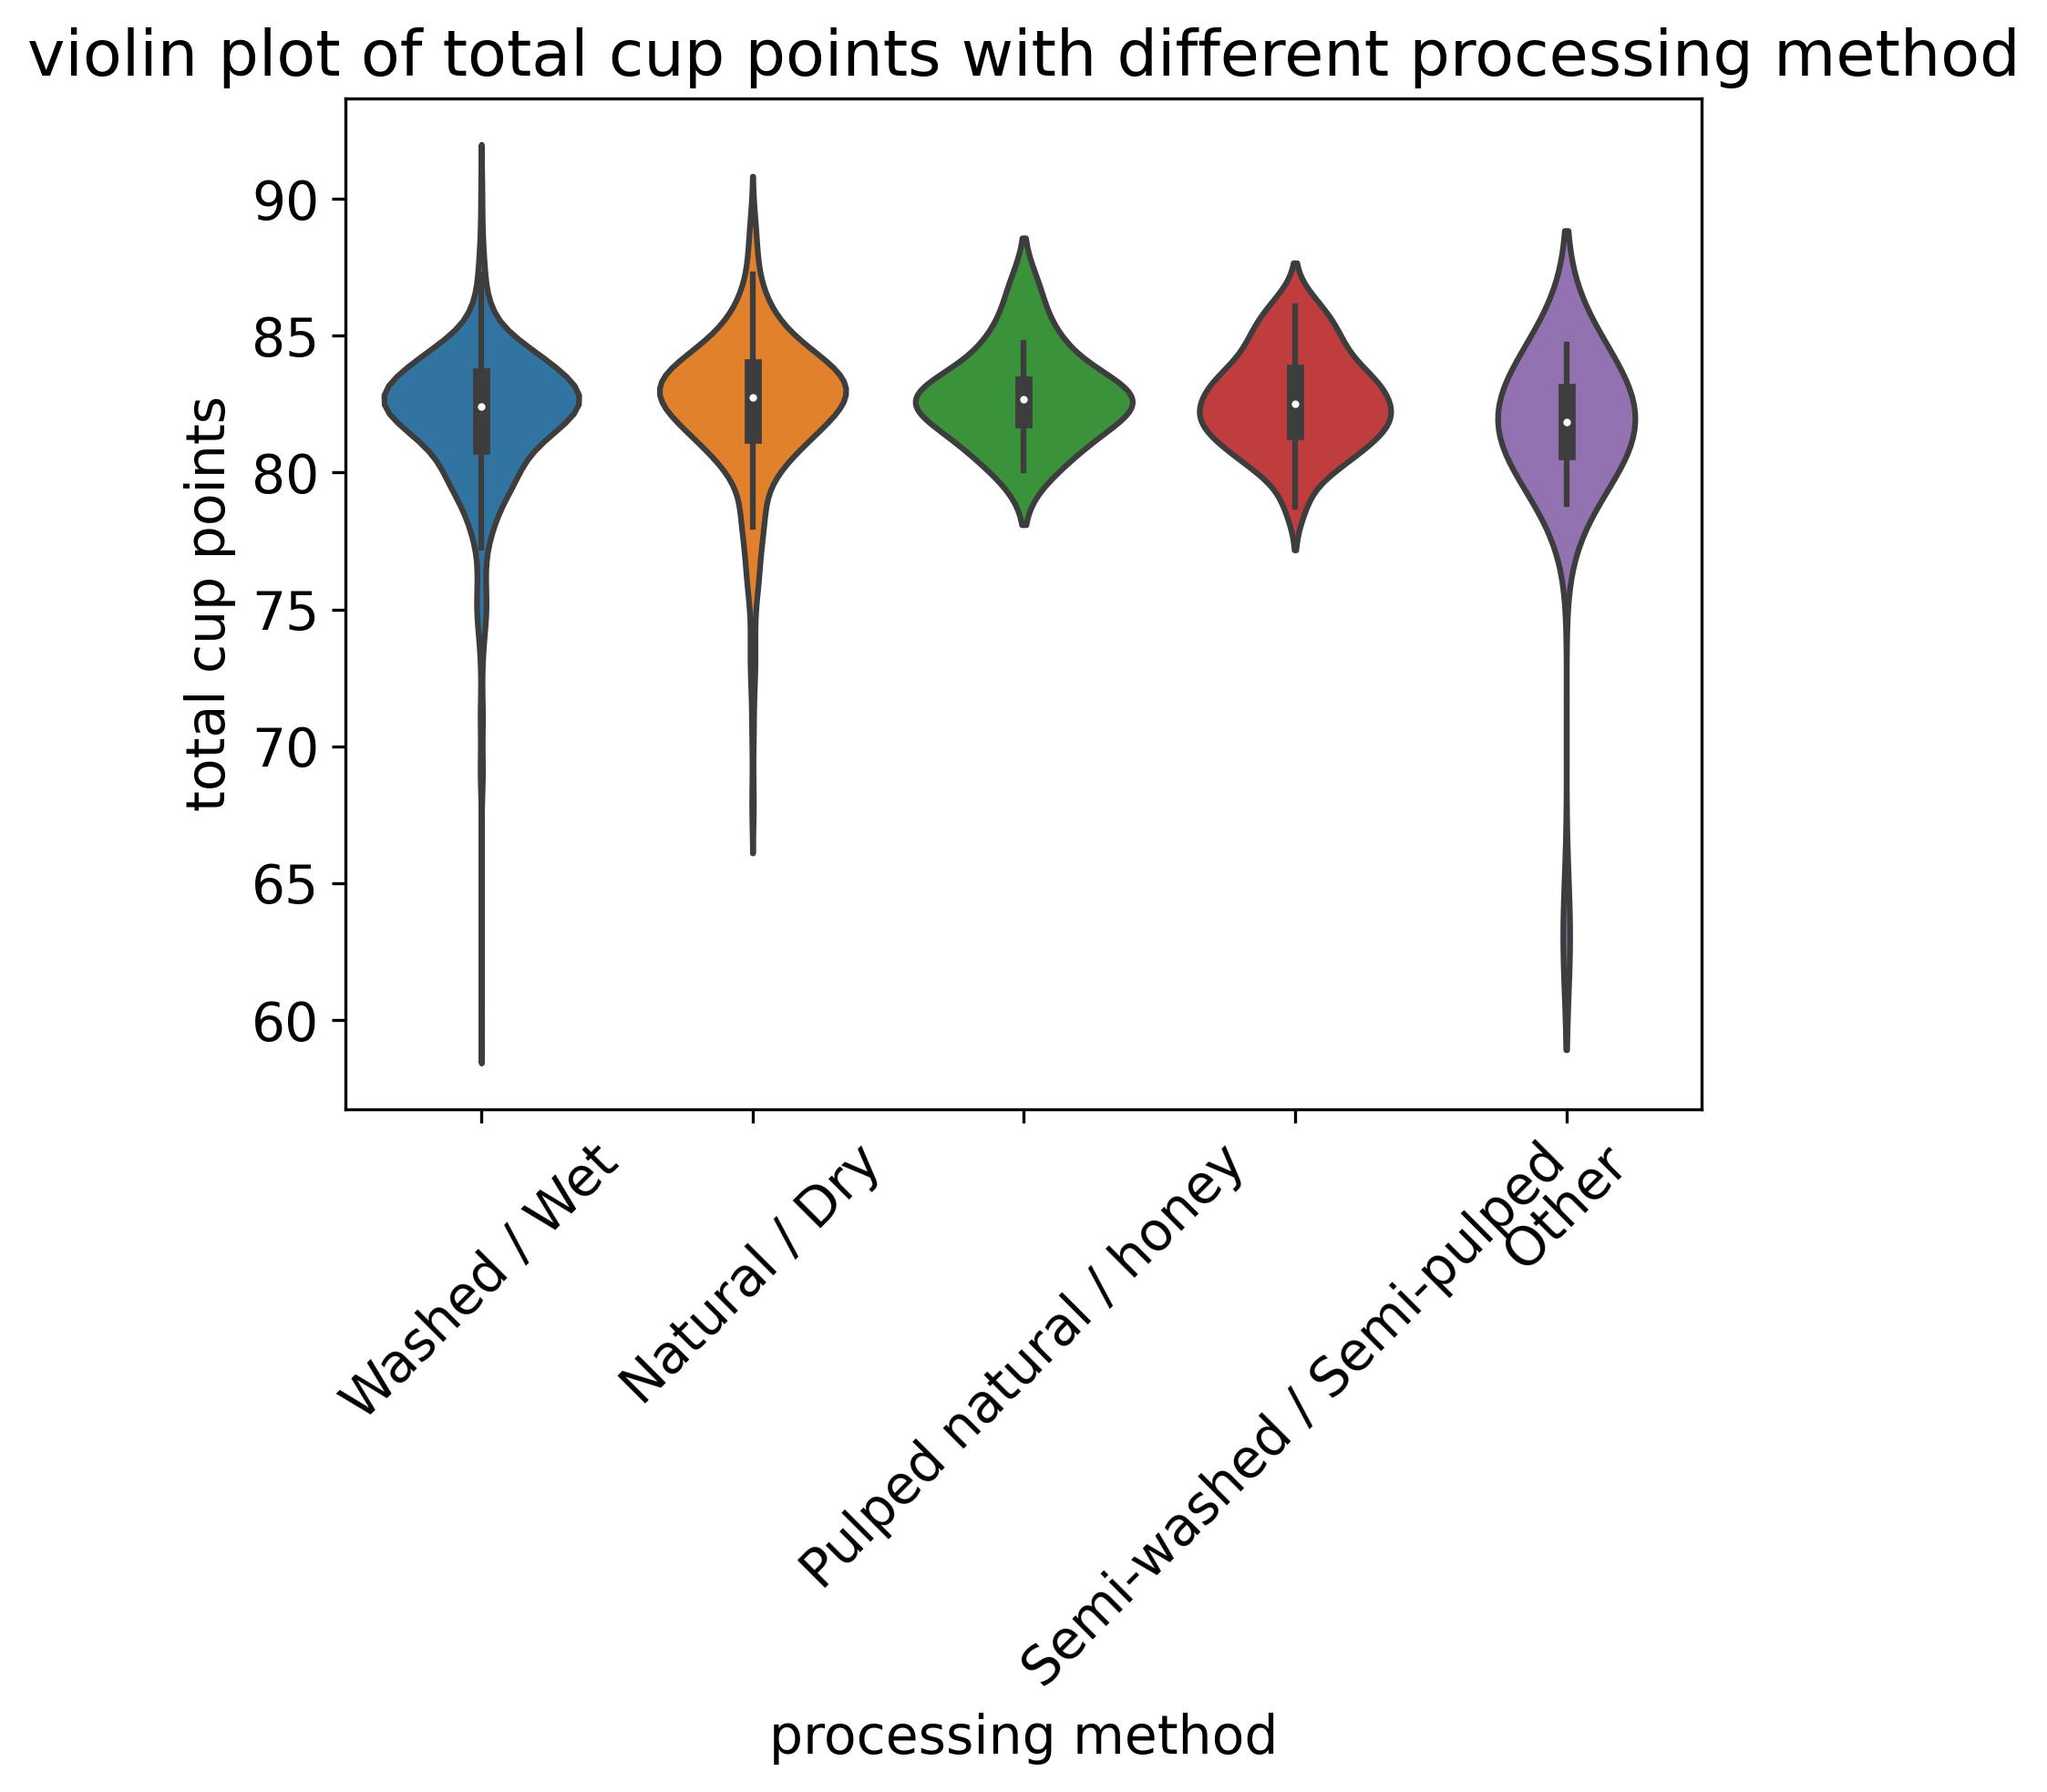 violin plot of total cup points with different processing method
total cup points
90
85
80
75
70
65
60
Washed / Wet
Natural / Dry
Pulped natural / honey
Semi-washed / Semi-pulped
Other
processing method